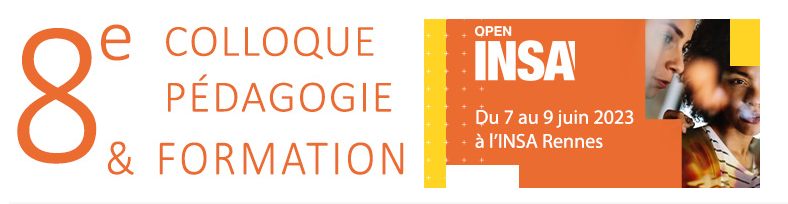 8e COLLOQUE
PÉDAGOGIE
& FORMATION
OPEN
INSA
Du 7 au 9 juin 2023
à l'INSA Rennes